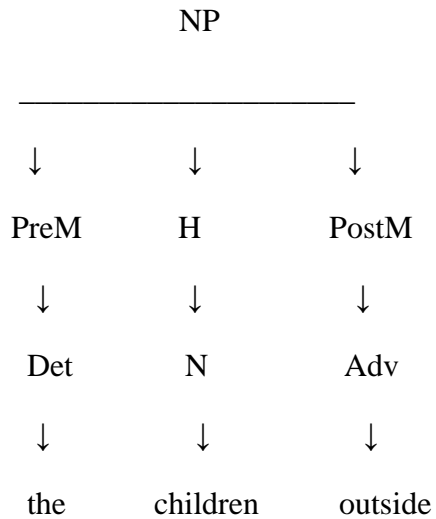 NP
↓ ↓ ↓
PreM H PostM
↓ ↓ ↓
Det N Adv
↓ ↓ ↓
the children outside